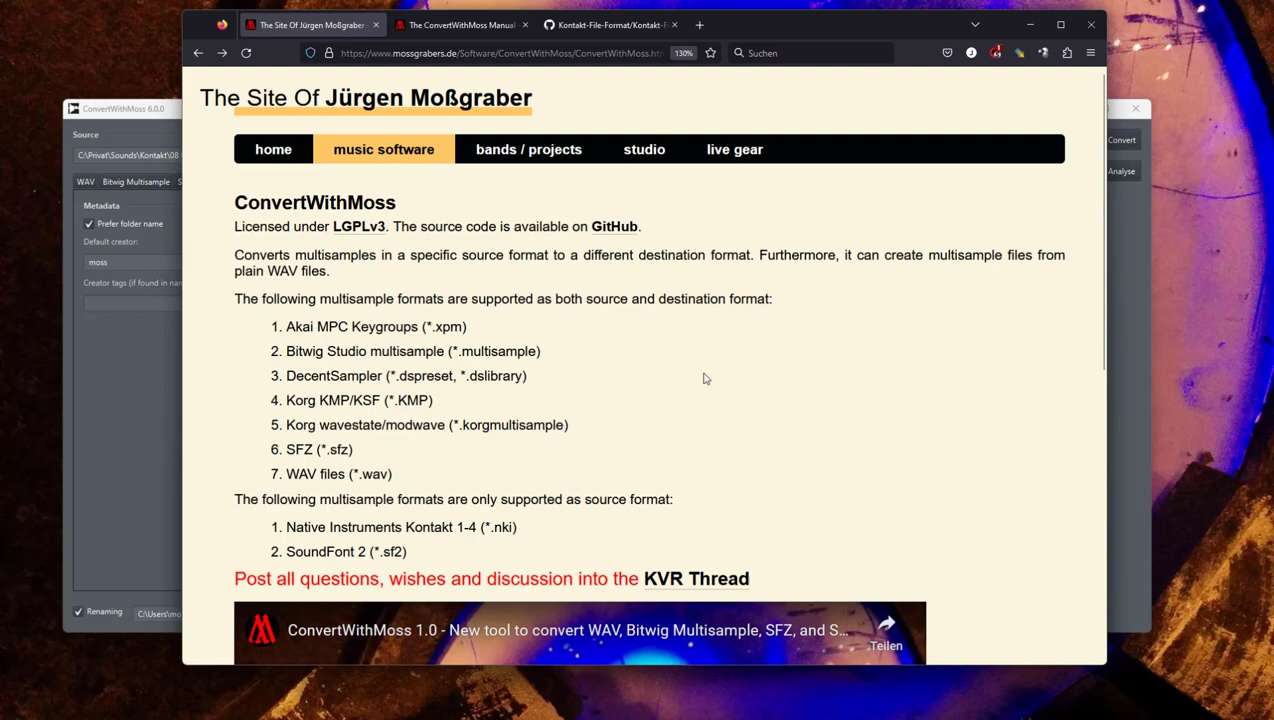 The Site Of Jürgen Moßgraber
The ConvertWithMoss Manual
Kontakt-File-Format/Kontakt-F
https://www.mossgrabers.de/Software/ConvertWithMoss/ConvertWithMoss.htm
130%
Suchen
The Site Of Jürgen Moßgraber
ConvertWithMoss 6.0.0
Source
C:\Privat\Sounds\Kontakt\08
WAV Bitwig Multisample S
Metadata
Prefer folder name
Default creator:
moss
Creator tags (if found in nam
Renaming
C:\Users\mo
Convert
Analyse
home music software bands / projects studio live gear
ConvertWithMoss
Licensed under LGPLv3. The source code is available on GitHub.
Converts multisamples in a specific source format to a different destination format. Furthermore, it can create multisample files from
plain WAV files.
The following multisample formats are supported as both source and destination format:
1. Akai MPC Keygroups (*.xpm)
2. Bitwig Studio multisample (*.multisample)
3. DecentSampler (*.dspreset, *.dslibrary)
4. Korg KMP/KSF (*.KMP)
5. Korg wavestate/modwave (*.korgmultisample)
6. SFZ (*.sfz)
7. WAV files (*.wav)
The following multisample formats are only supported as source format:
1. Native Instruments Kontakt 1-4 (*.nki)
2. SoundFont 2 (*.sf2)
Post all questions, wishes and discussion into the KVR Thread
ConvertWithMoss 1.0 - New tool to convert WAV, Bitwig Multisample, SFZ, and S...
Teilen